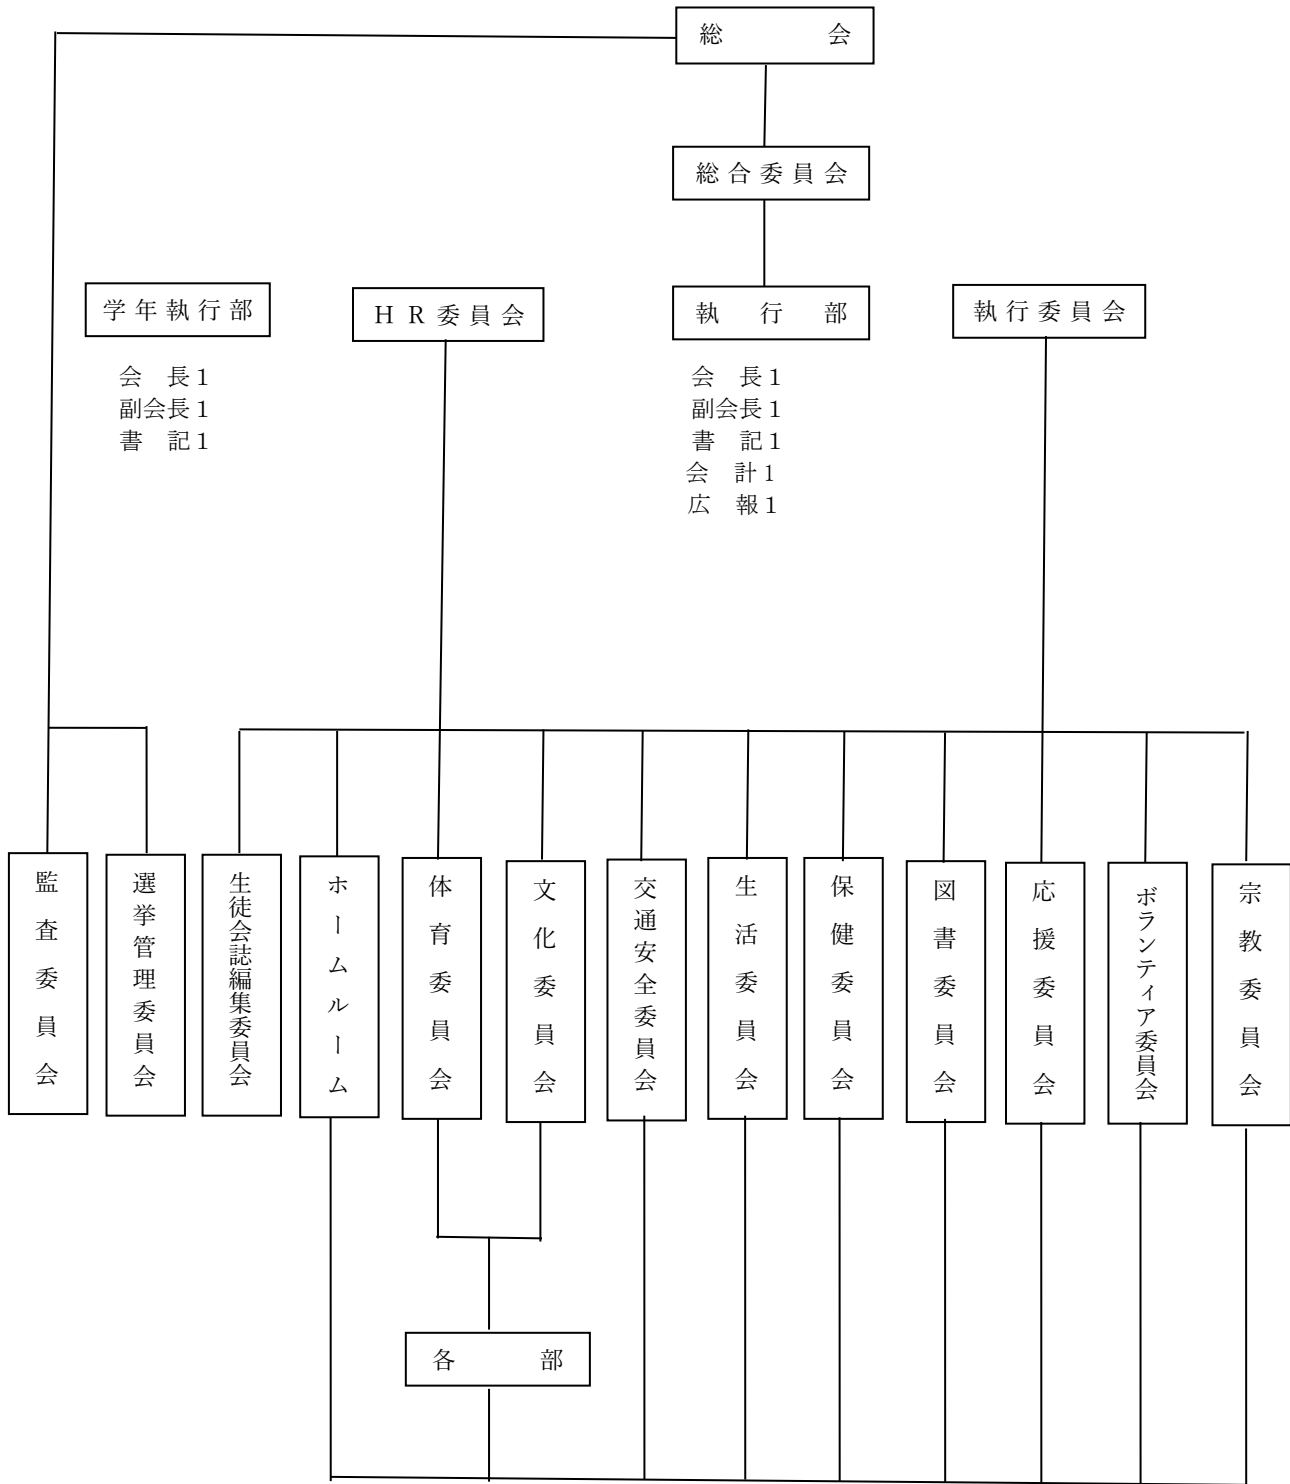 総　　　会
総合委員会
学年執行部
ＨＲ委員会
執　行　部
執行委員会
会　長１
副会長１
書　記１
会　長１
副会長１
書　記１
会　計１
広　報１
監査委員会
選挙管理委員会
生徒会誌編集委員会
ホームルーム
体育委員会
文化委員会
交通安全委員会
生活委員会
保健委員会
図書委員会
応援委員会
ボランティア委員会
宗教委員会
各　　　部